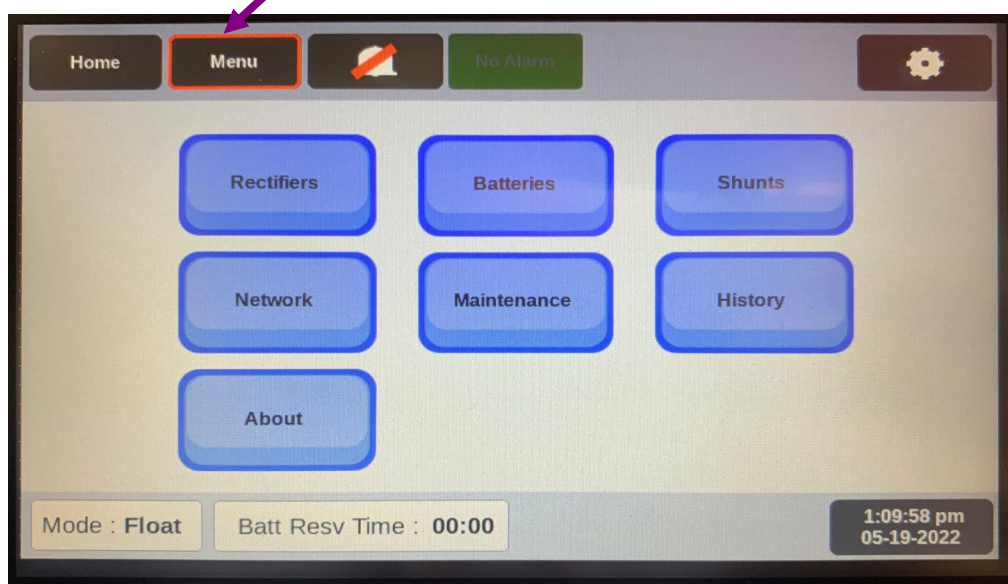 Home
Menu
No Alarm
Rectifiers
Batteries
Shunts
Network
Maintenance
History
About
Mode : Float
Batt Resv Time : 00:00
1:09:58 pm
05-19-2022